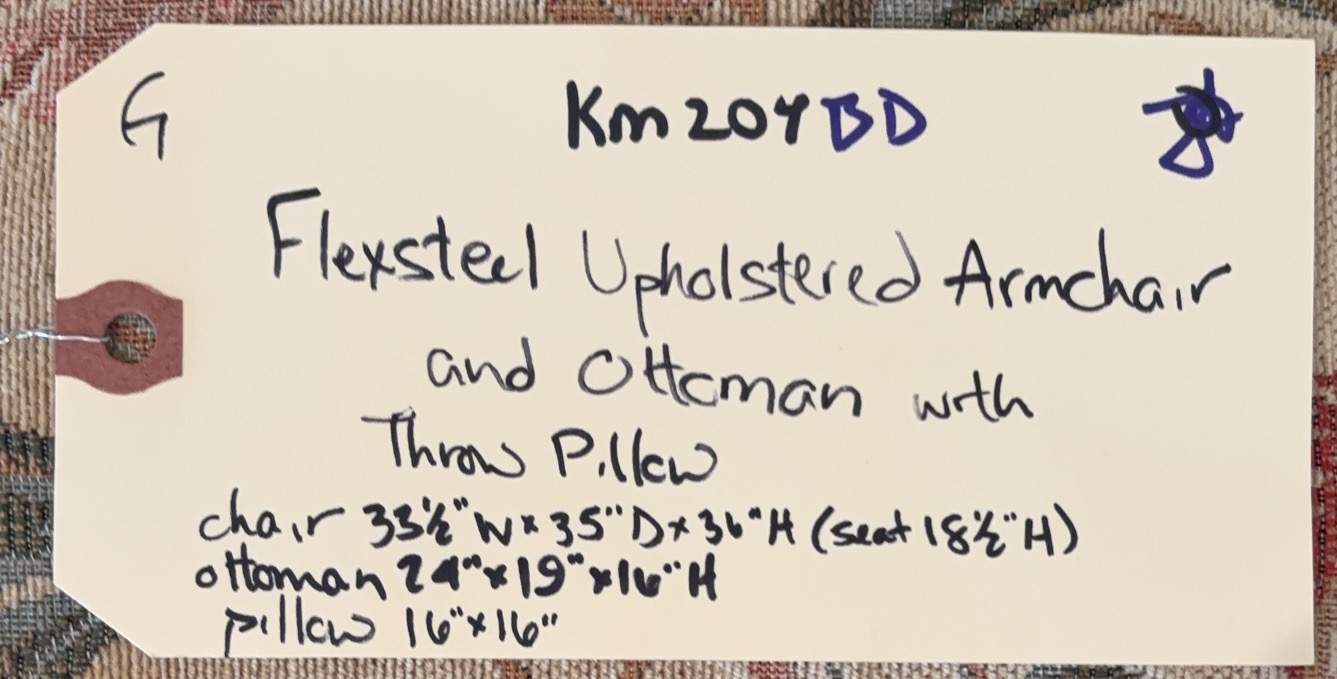 G
Km204BD
Flexsteel Upholstered Armchair
and Ottoman with
Throw Pillow
chair 33½" W x 35" D x 36" H (seat 18½" H)
ottoman 24" x 19" x 16" H
pillow 16" x 16"